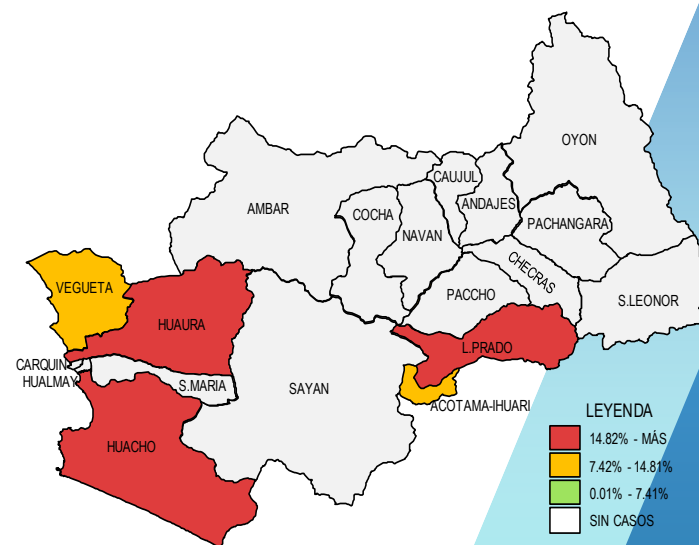 OYON
CAUJUL
ANDAJES
AMBAR
COCHA
NAVAN
PACHANGARA
CHECRAS
VEGUETA
PACCHO
S.LEONOR
HUAURA
L.PRADO
CARQUIN
HUALMAY
S.MARIA
SAYAN
ACOTAMA-IHUARI
HUACHO
LEYENDA
14.82% - MÁS
7.42% - 14.81%
0.01% - 7.41%
SIN CASOS